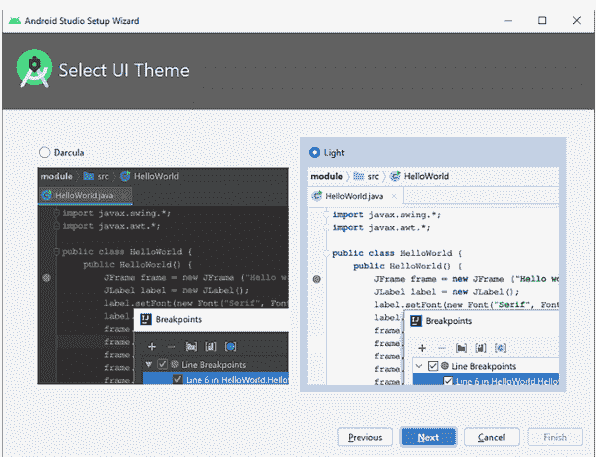 Android Studio Setup Wizard
Select UI Theme
Darcula
module src HelloWorld
HelloWorld.java
import javax.swing.*;
import javax.awt.*;
public class HelloWorld {
public HelloWorld() {
JFrame frame = new JFrame ("Hello w
JLabel label = new JLabel();
label.setFont(new Font("Serif", Font
label.
frame.
frame.
frame.
frame.
frame.
Breakpoints
Line Breakpoints
Line 6 in HelloWorld.Hello
Light
module src HelloWorld
HelloWorld.java
import javax.swing.*;
import javax.awt.*;
public class HelloWorld {
public HelloWorld() {
JFrame frame = new JFrame ("Hello w
JLabel label = new JLabel();
label.setFont(new Font("Serif", Font
label.
frame.
frame.
frame.
frame.
frame.
Breakpoints
Line Breakpoints
Line 6 in HelloWorld.Hello
Previous Next Cancel Finish